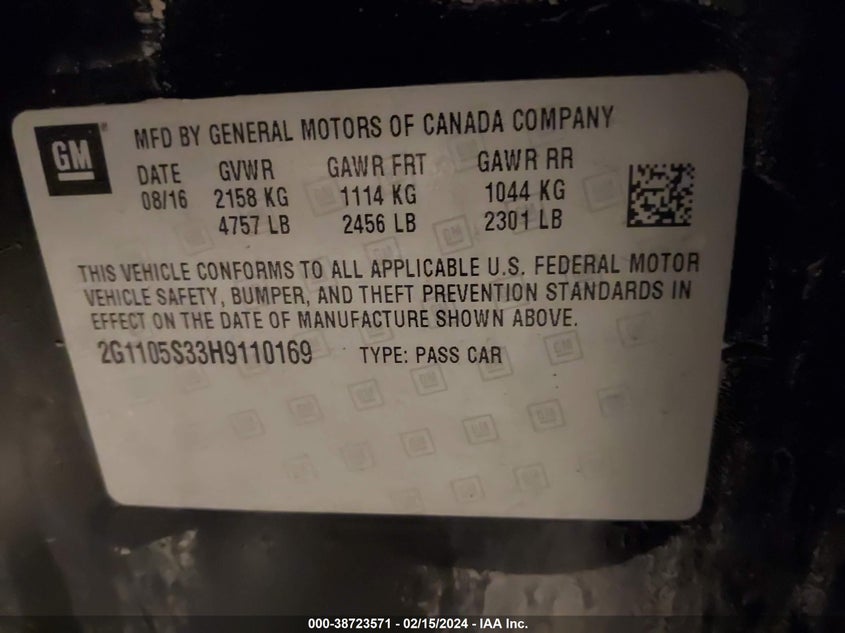 GM
MFD BY GENERAL MOTORS OF CANADA COMPANY
DATE GVWR GAWR FRT GAWR RR
08/16 2158 KG 1114 KG 1044 KG
4757 LB 2456 LB 2301 LB
THIS VEHICLE CONFORMS TO ALL APPLICABLE U.S. FEDERAL MOTOR
VEHICLE SAFETY, BUMPER, AND THEFT PREVENTION STANDARDS IN
EFFECT ON THE DATE OF MANUFACTURE SHOWN ABOVE.
2G1105S33H9110169 TYPE: PASS CAR
000-38723571 — 02/15/2024 — IAA Inc.